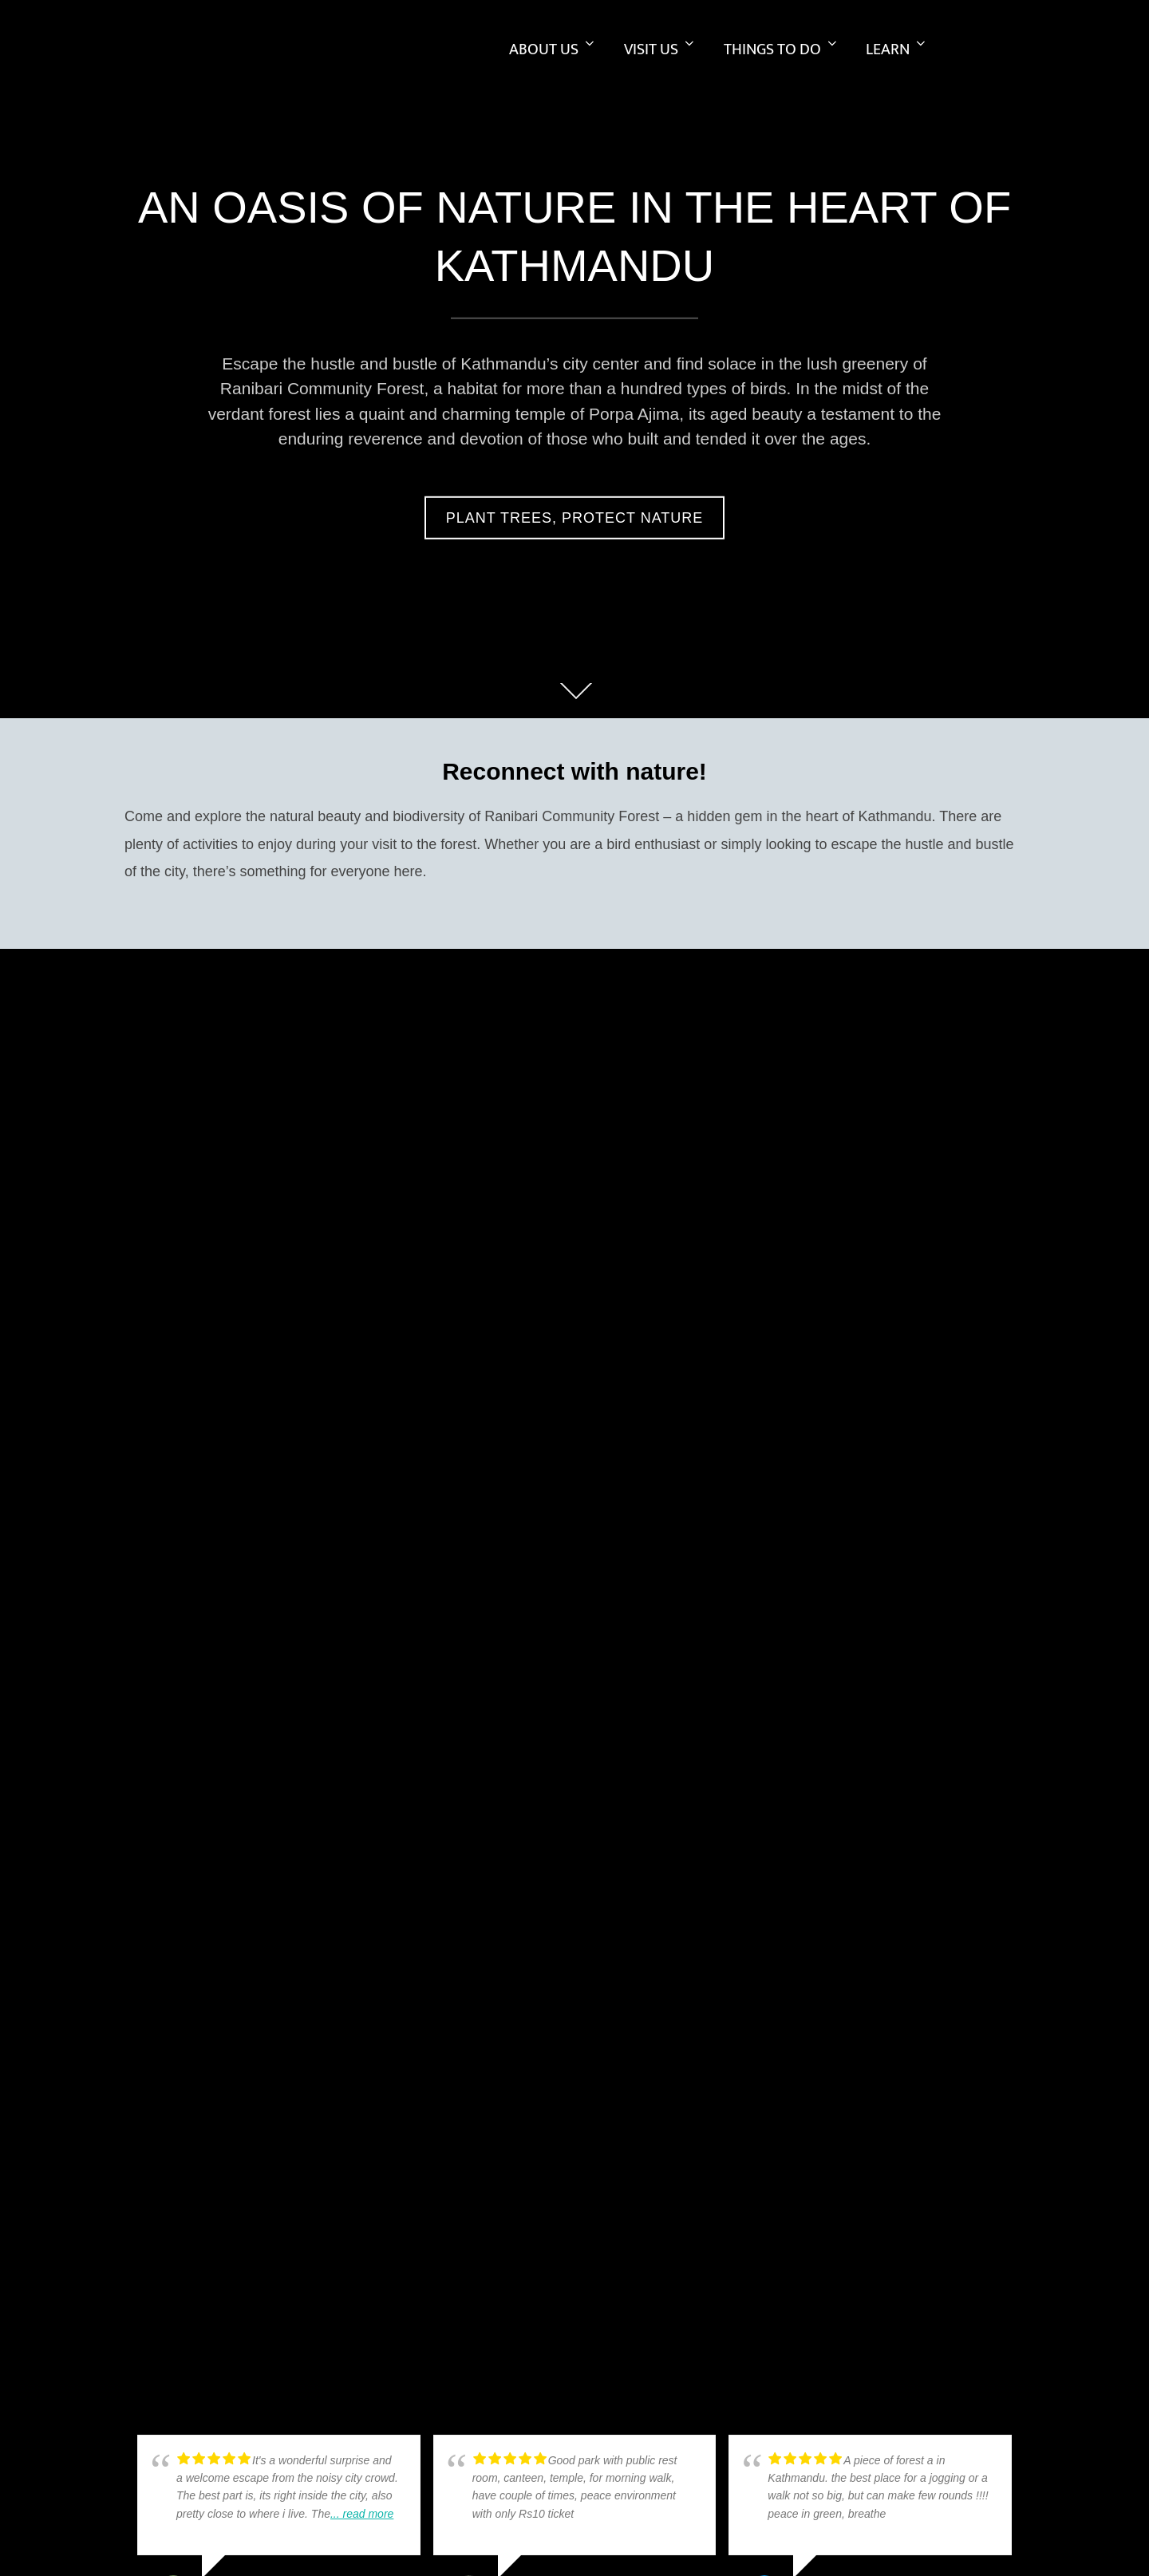 ABOUT US VISIT US THINGS TO DO LEARN
AN OASIS OF NATURE IN THE HEART OF
KATHMANDU
Escape the hustle and bustle of Kathmandu’s city center and find solace in the lush greenery of
Ranibari Community Forest, a habitat for more than a hundred types of birds. In the midst of the
verdant forest lies a quaint and charming temple of Porpa Ajima, its aged beauty a testament to the
enduring reverence and devotion of those who built and tended it over the ages.
PLANT TREES, PROTECT NATURE
Reconnect with nature!
Come and explore the natural beauty and biodiversity of Ranibari Community Forest – a hidden gem in the heart of Kathmandu. There are
plenty of activities to enjoy during your visit to the forest. Whether you are a bird enthusiast or simply looking to escape the hustle and bustle
of the city, there’s something for everyone here.
“ It's a wonderful surprise and
a welcome escape from the noisy city crowd.
The best part is, its right inside the city, also
pretty close to where i live. The... read more
“ Good park with public rest
room, canteen, temple, for morning walk,
have couple of times, peace environment
with only Rs10 ticket
“ A piece of forest a in
Kathmandu. the best place for a jogging or a
walk not so big, but can make few rounds !!!!
peace in green, breathe